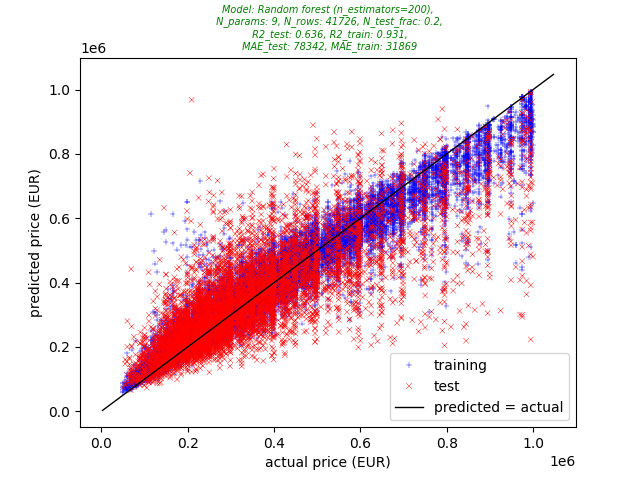 Model: Random forest (n_estimators=200),
N_params: 9, N_rows: 41726, N_test_frac: 0.2,
R2_test: 0.636, R2_train: 0.931,
MAE_test: 78342, MAE_train: 31869
1e6
1.0
0.8
0.6
0.4
0.2
0.0
predicted price (EUR)
training
test
predicted = actual
0.0 0.2 0.4 0.6 0.8 1.0
actual price (EUR)
1e6